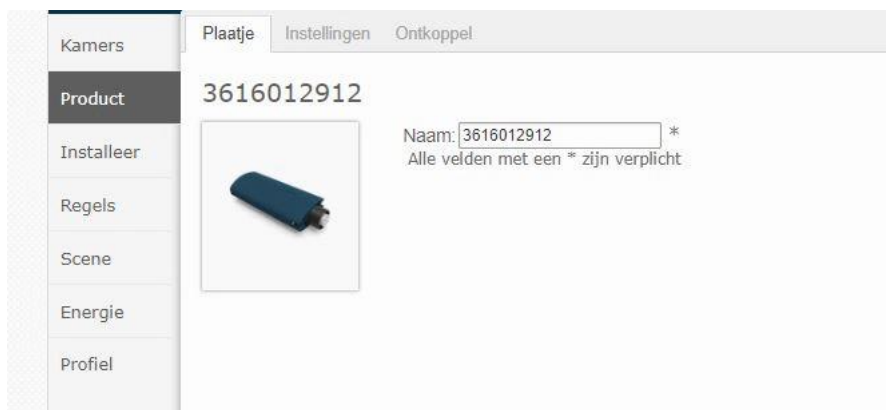 Kamers
Product
Installeer
Regels
Scene
Energie
Profiel
Plaatje Instellingen Ontkoppel
3616012912
Naam: 3616012912 *
Alle velden met een * zijn verplicht